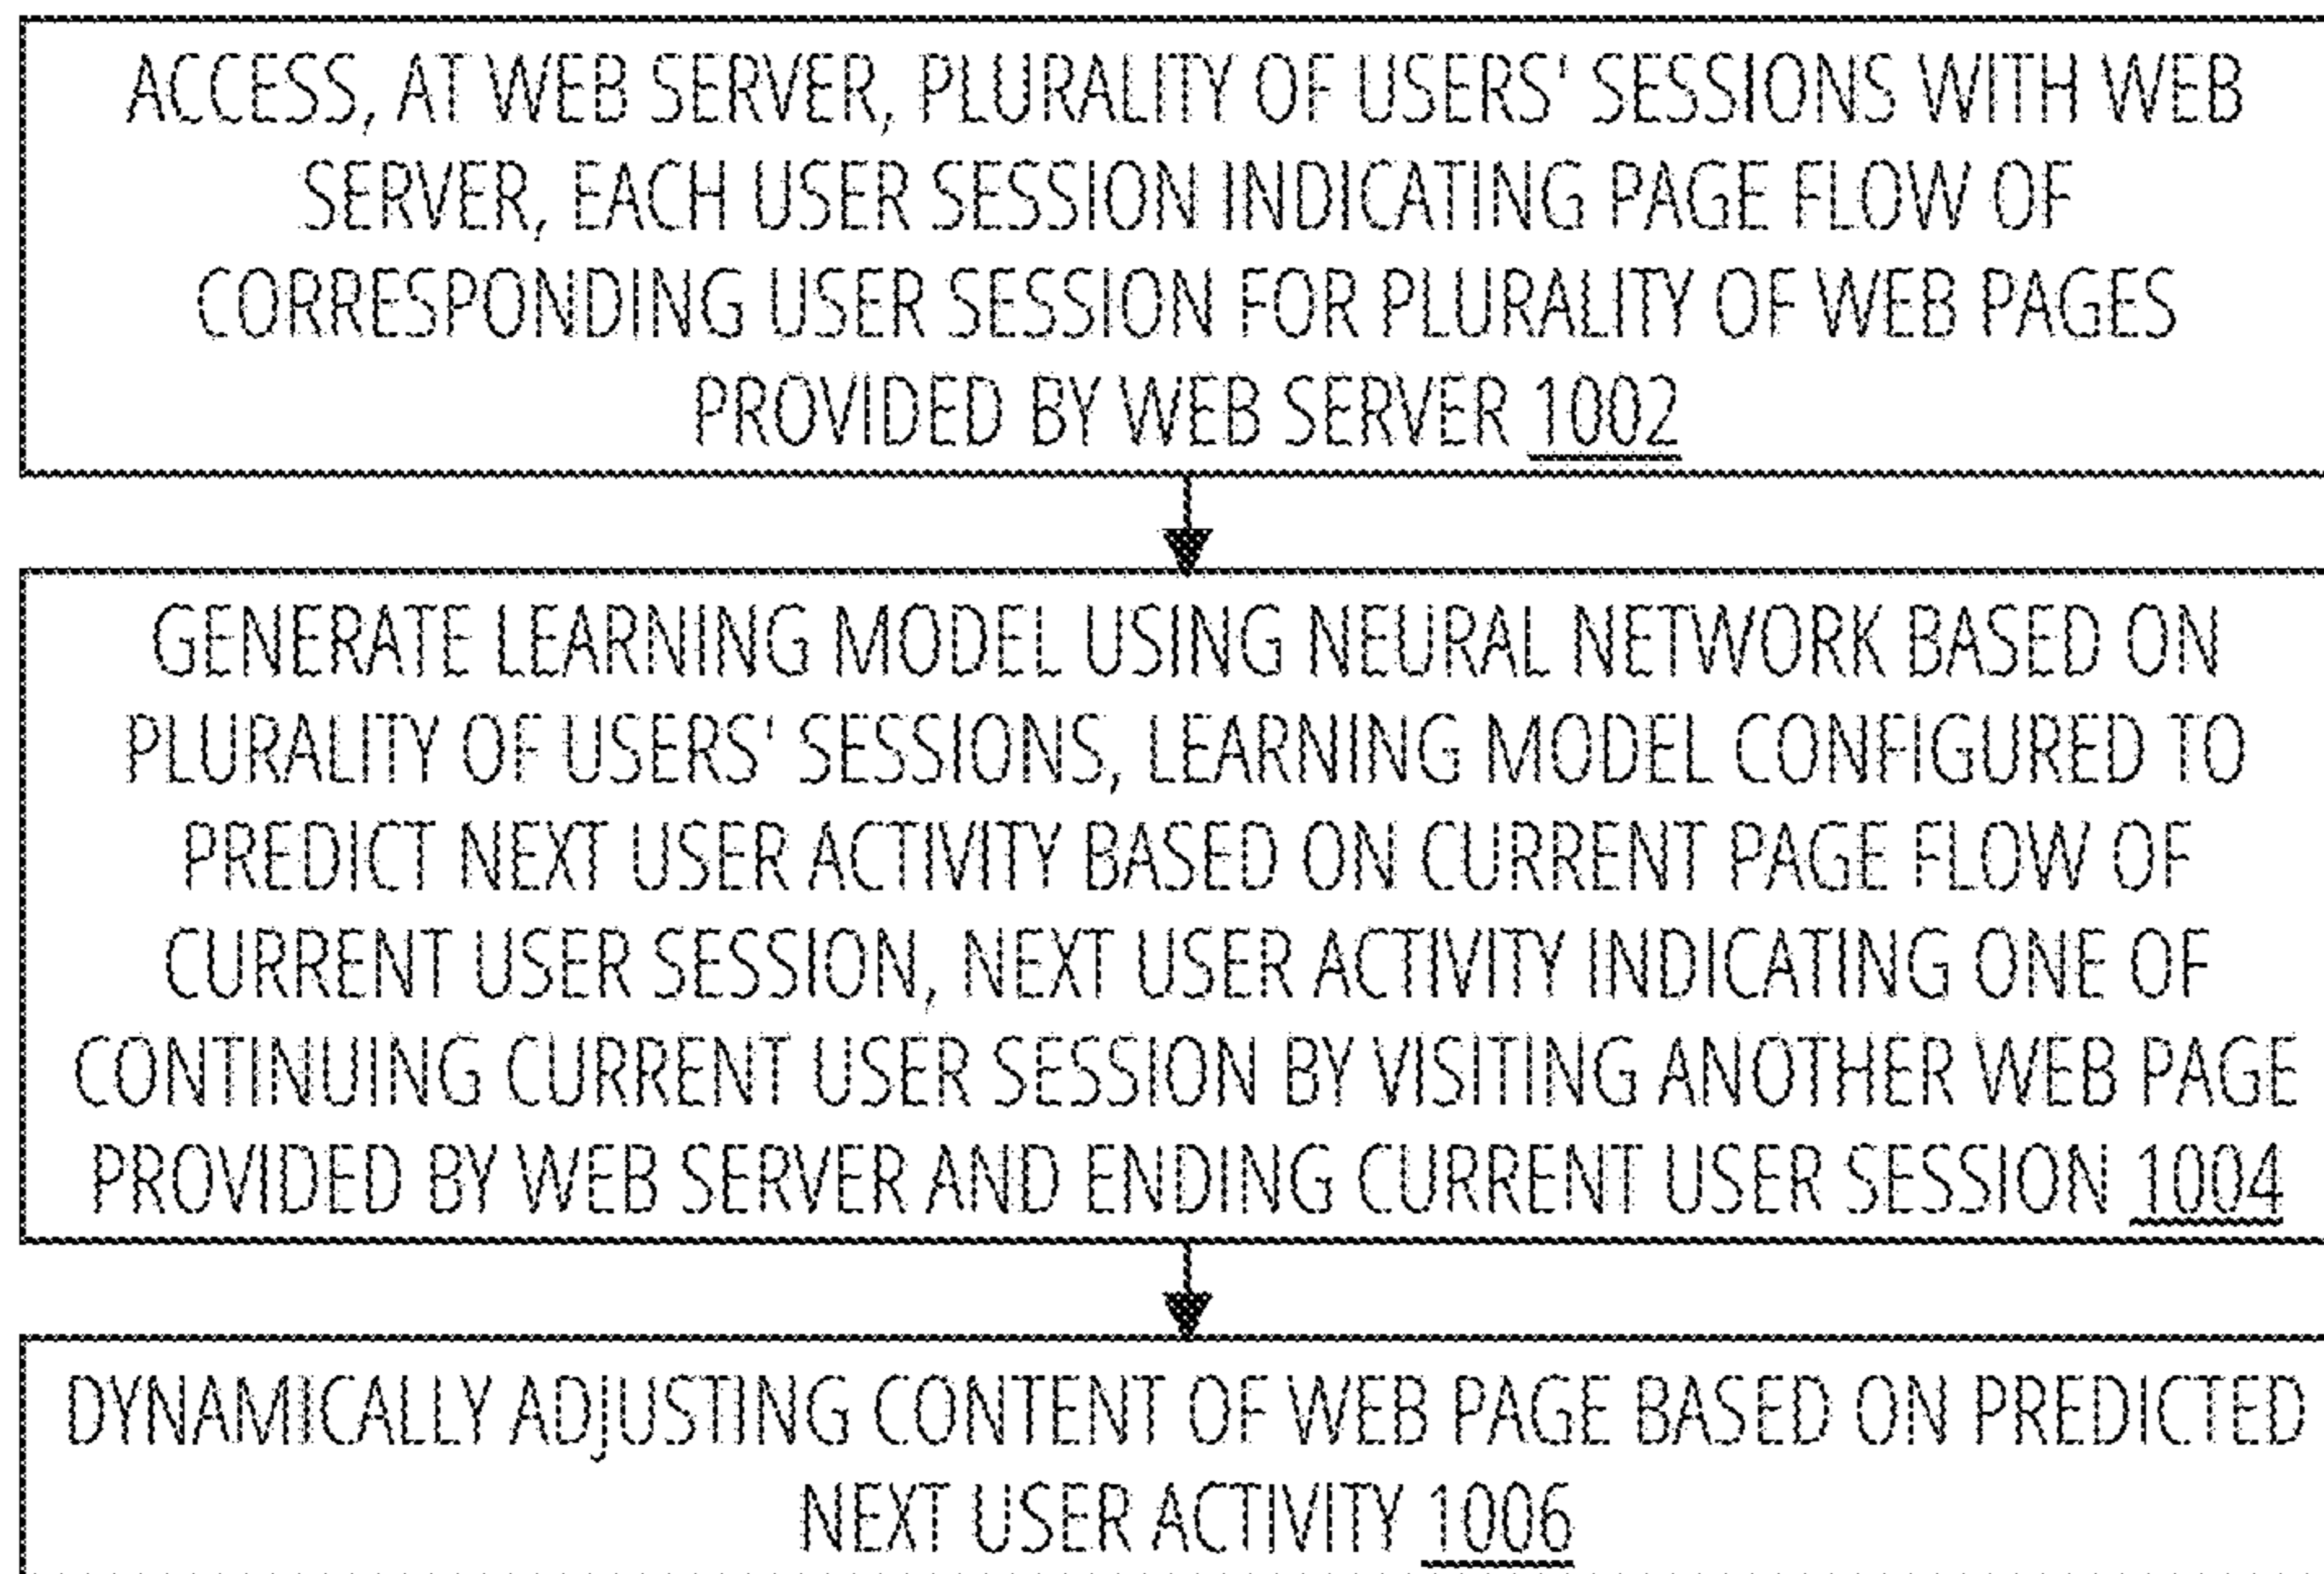 ACCESS, AT WEB SERVER, PLURALITY OF USERS' SESSIONS WITH WEB
SERVER, EACH USER SESSION INDICATING PAGE FLOW OF
CORRESPONDING USER SESSION FOR PLURALITY OF WEB PAGES
PROVIDED BY WEB SERVER 1002
GENERATE LEARNING MODEL USING NEURAL NETWORK BASED ON
PLURALITY OF USERS' SESSIONS, LEARNING MODEL CONFIGURED TO
PREDICT NEXT USER ACTIVITY BASED ON CURRENT PAGE FLOW OF
CURRENT USER SESSION, NEXT USER ACTIVITY INDICATING ONE OF
CONTINUING CURRENT USER SESSION BY VISITING ANOTHER WEB PAGE
PROVIDED BY WEB SERVER AND ENDING CURRENT USER SESSION 1004
DYNAMICALLY ADJUSTING CONTENT OF WEB PAGE BASED ON PREDICTED
NEXT USER ACTIVITY 1006